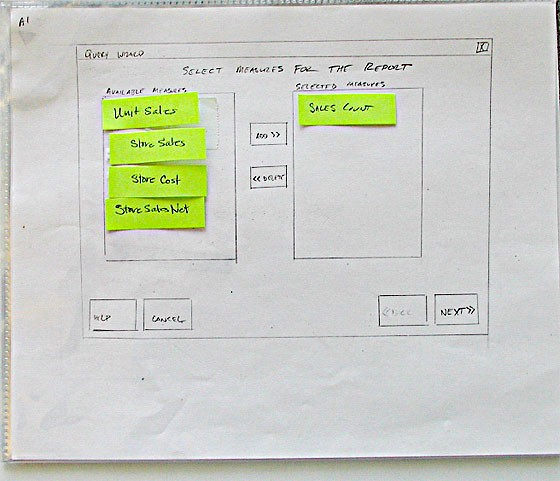 A1
QUERY WIZARD
X
SELECT MEASURES FOR THE REPORT
AVAILABLE MEASURES
SELECTED MEASURES
Unit Sales
Store Sales
Store Cost
Store Sales Net
SALES COUNT
ADD >>
<< DELETE
HELP
CANCEL
<< BACK
NEXT >>